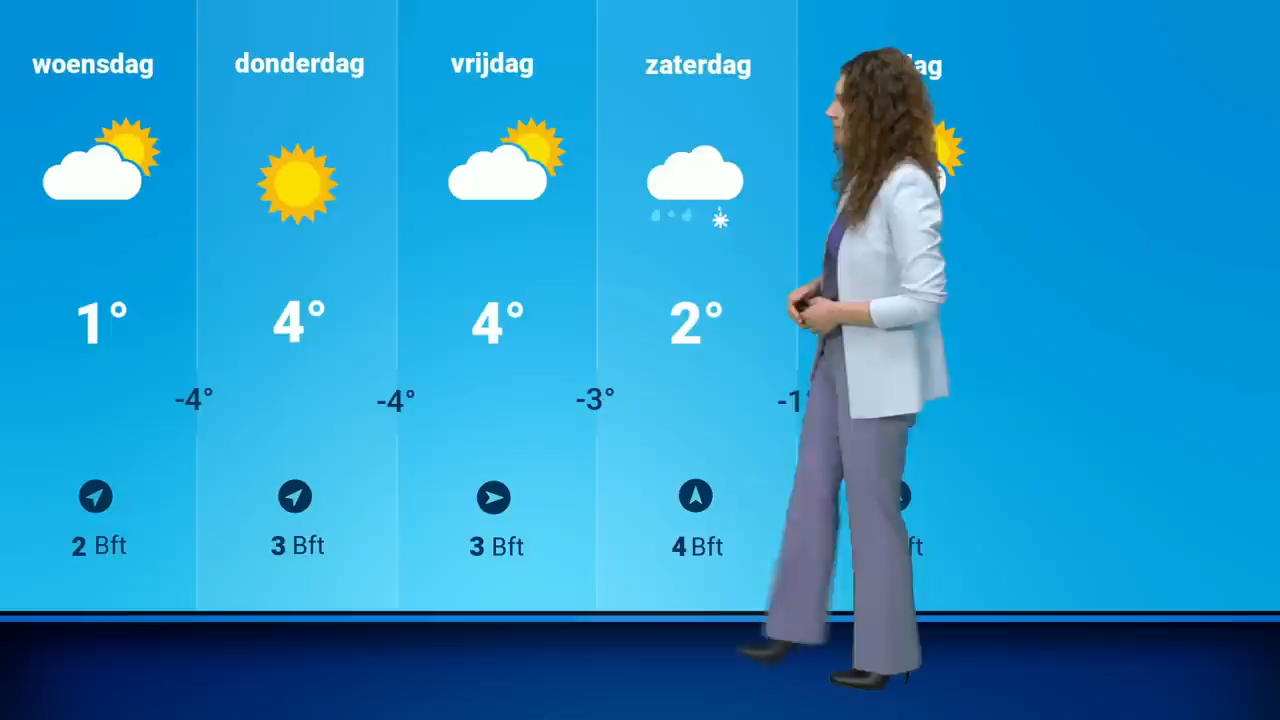 woensdag donderdag vrijdag zaterdag
1° 4° 4° 2°
-4° -4° -3° -1°
2 Bft 3 Bft 3 Bft 4 Bft